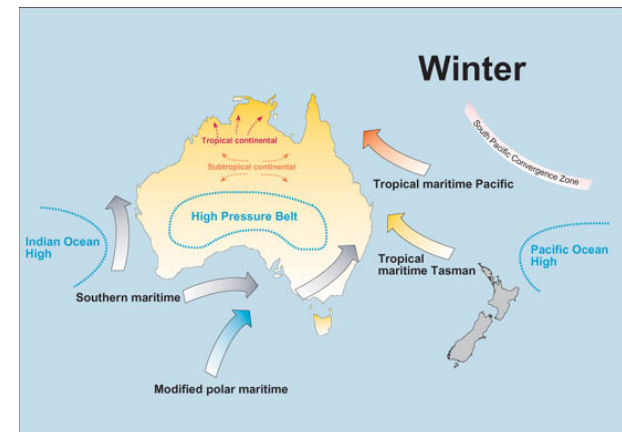 Winter
South Pacific Convergence Zone
Tropical continental
Subtropical continental
Tropical maritime Pacific
High Pressure Belt
Indian Ocean
High
Pacific Ocean
High
Tropical
maritime Tasman
Southern maritime
Modified polar maritime